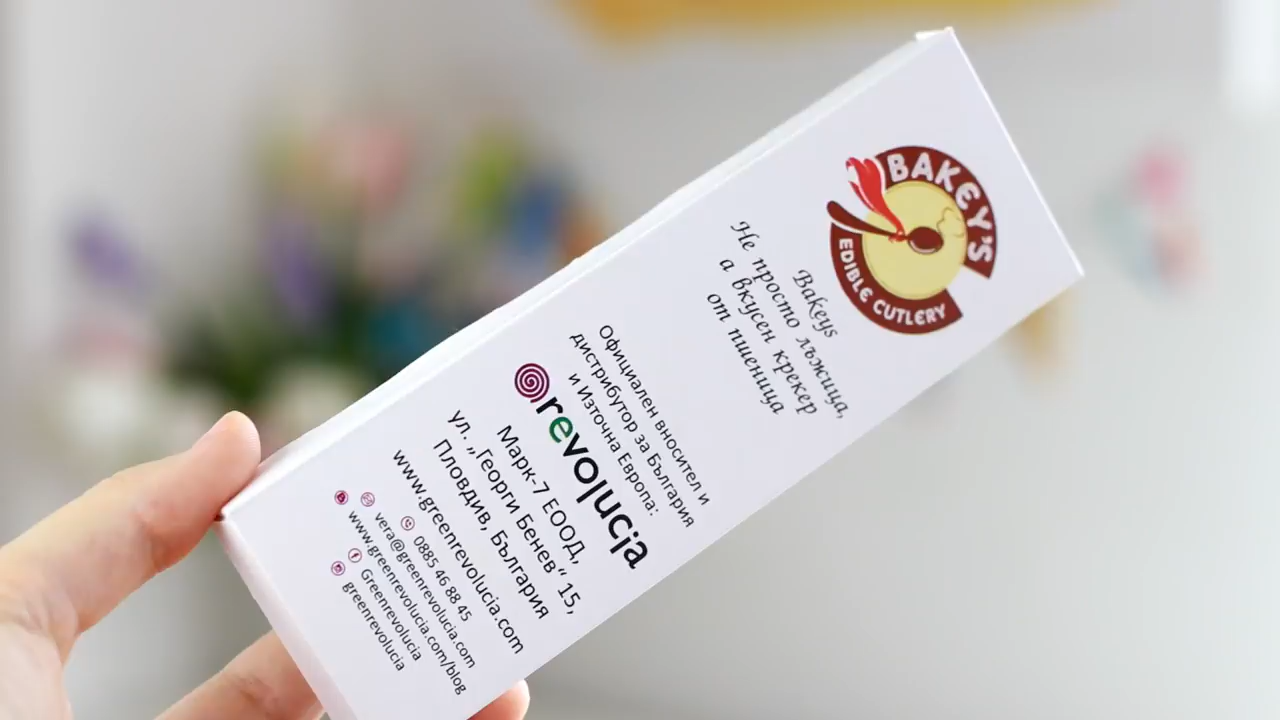 BAKEY'S
EDIBLE CUTLERY
Bakeys
Не просто лъжица,
а вкусен крекер
от пшеница
Официален вносител и
дистрибутор за България
и Източна Европа:
revolucja
Марк-7 ЕООД,
ул. „Георги Бенев“ 15,
Пловдив, България
www.greenrevolucia.com
0885 46 88 45
vera@greenrevolucia.com
www.greenrevolucia.com/blog
Greenrevolucia
greenrevolucia